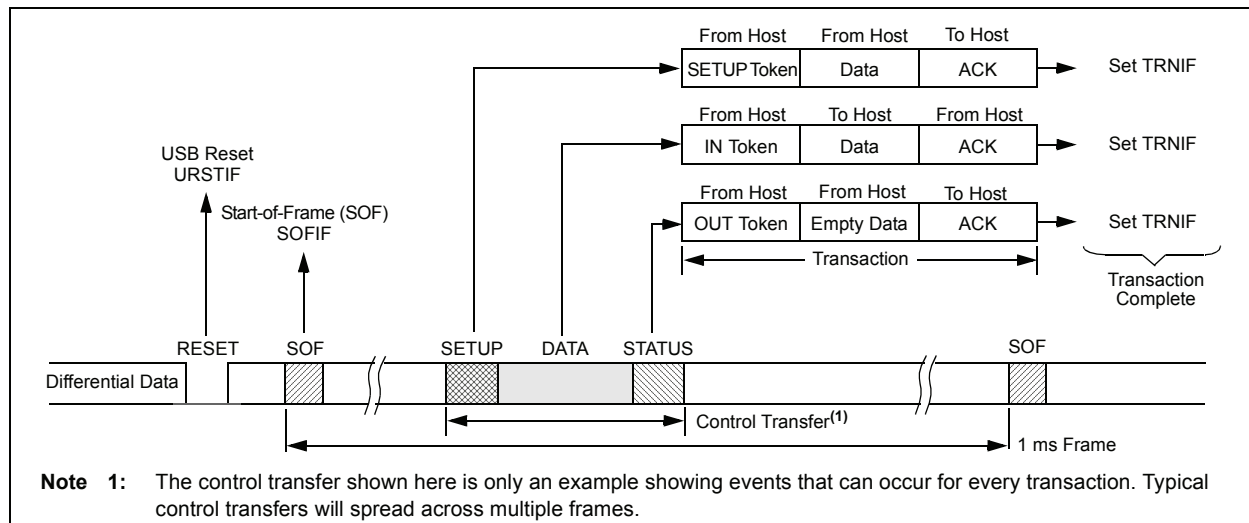 From Host From Host To Host
SETUP Token Data ACK Set TRNIF
From Host To Host From Host
IN Token Data ACK Set TRNIF
USB Reset
URSTIF
From Host From Host To Host
Start-of-Frame (SOF)
SOFIF
OUT Token Empty Data ACK Set TRNIF
Transaction
Transaction
Complete
RESET SOF SETUP DATA STATUS SOF
Differential Data
Control Transfer(1)
1 ms Frame
Note 1: The control transfer shown here is only an example showing events that can occur for every transaction. Typical
control transfers will spread across multiple frames.